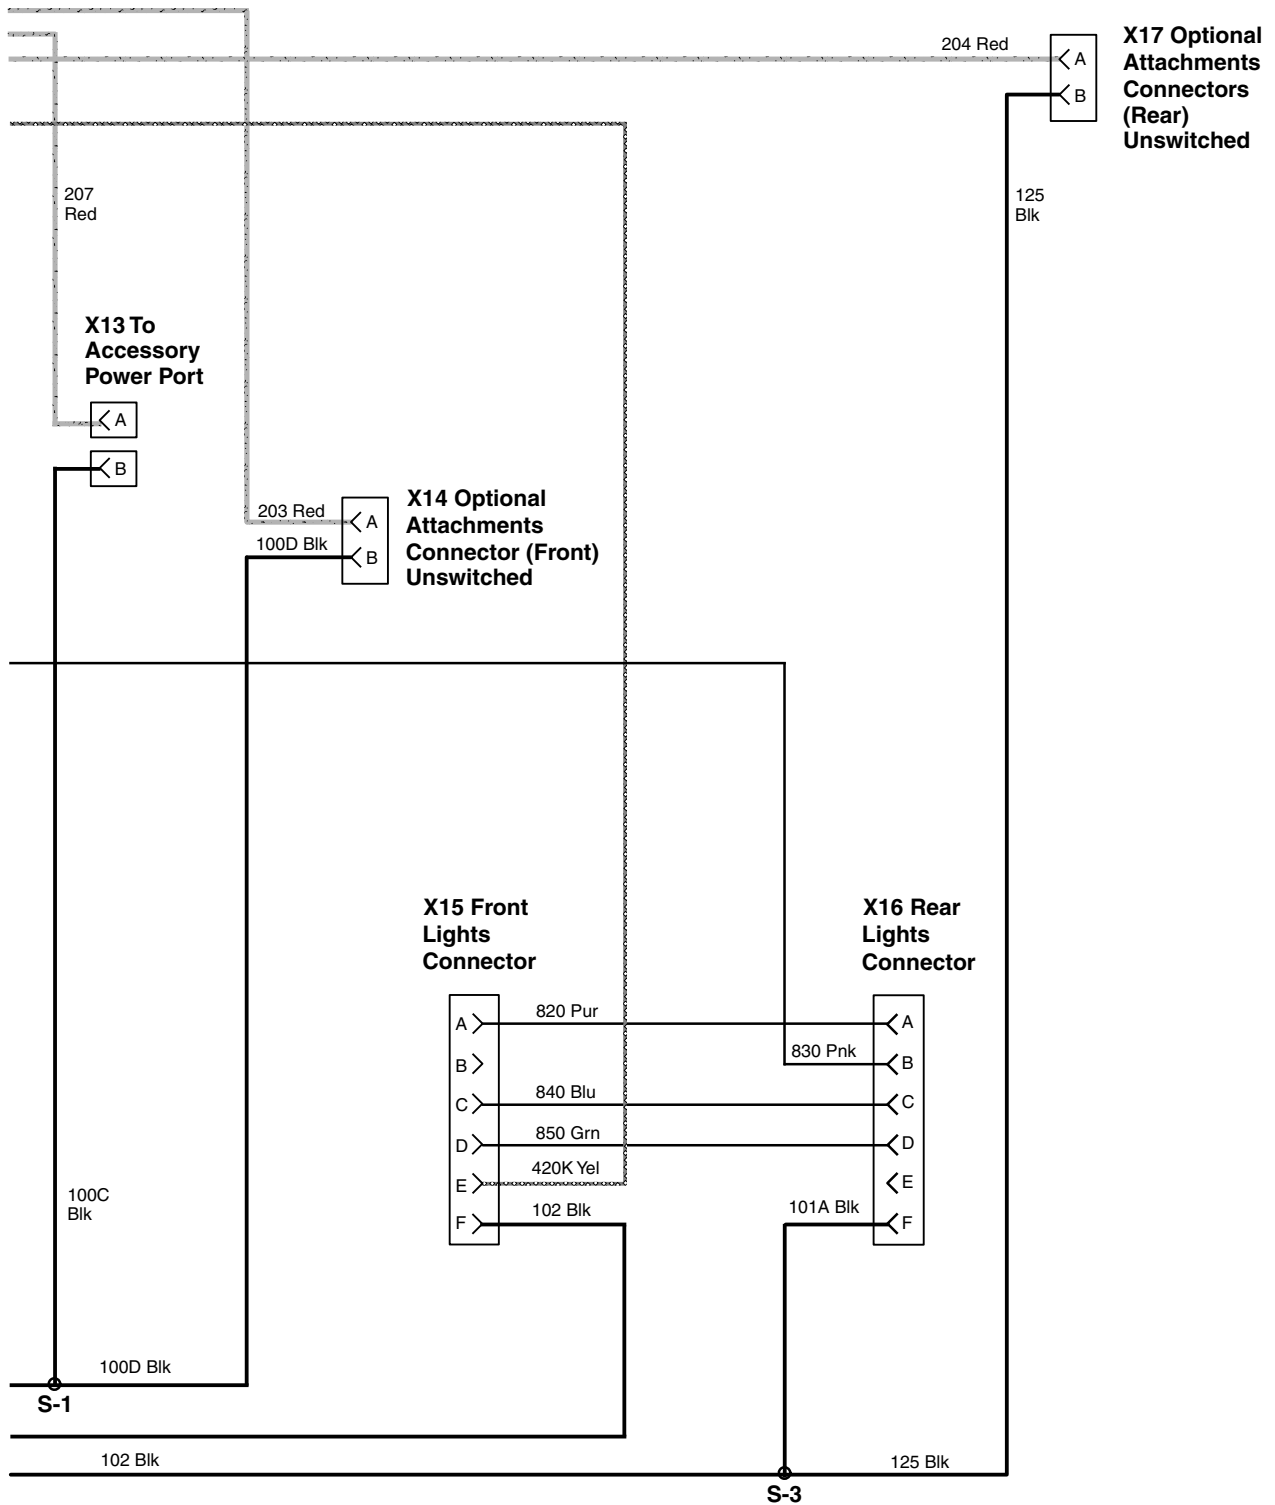 204 Red
A
B
X17 Optional
Attachments
Connectors
(Rear)
Unswitched
207
Red
125
Blk
X13 To
Accessory
Power Port
A
B
203 Red
100D Blk
A
B
X14 Optional
Attachments
Connector (Front)
Unswitched
X15 Front
Lights
Connector
X16 Rear
Lights
Connector
A
820 Pur
A
B
830 Pnk
B
C
840 Blu
C
D
850 Grn
D
E
420K Yel
E
F
102 Blk
101A Blk
F
100C
Blk
100D Blk
S-1
102 Blk
125 Blk
S-3